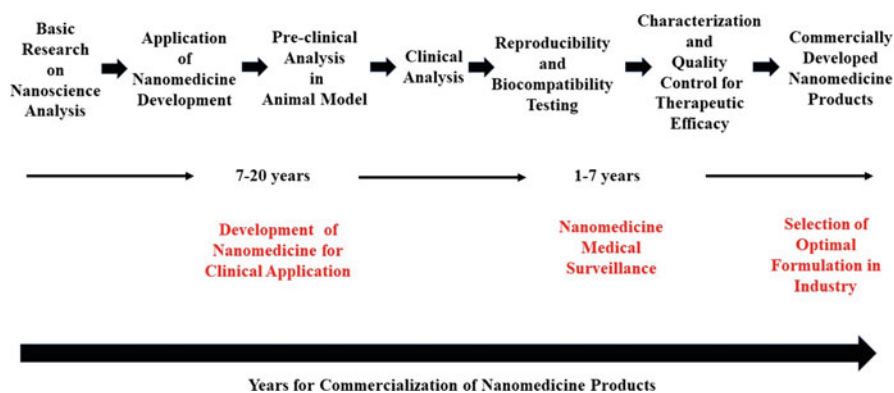 Basic
Research
on
Nanoscience
Analysis
Application
of
Nanomedicine
Development
Pre-clinical
Analysis
in
Animal Model
Clinical
Analysis
Reproducibility
and
Biocompatibility
Testing
Characterization
and
Quality
Control for
Therapeutic
Efficacy
Commercially
Developed
Nanomedicine
Products
7-20 years
1-7 years
Development of
Nanomedicine for
Clinical Application
Nanomedicine
Medical
Surveillance
Selection of
Optimal
Formulation in
Industry
Years for Commercialization of Nanomedicine Products